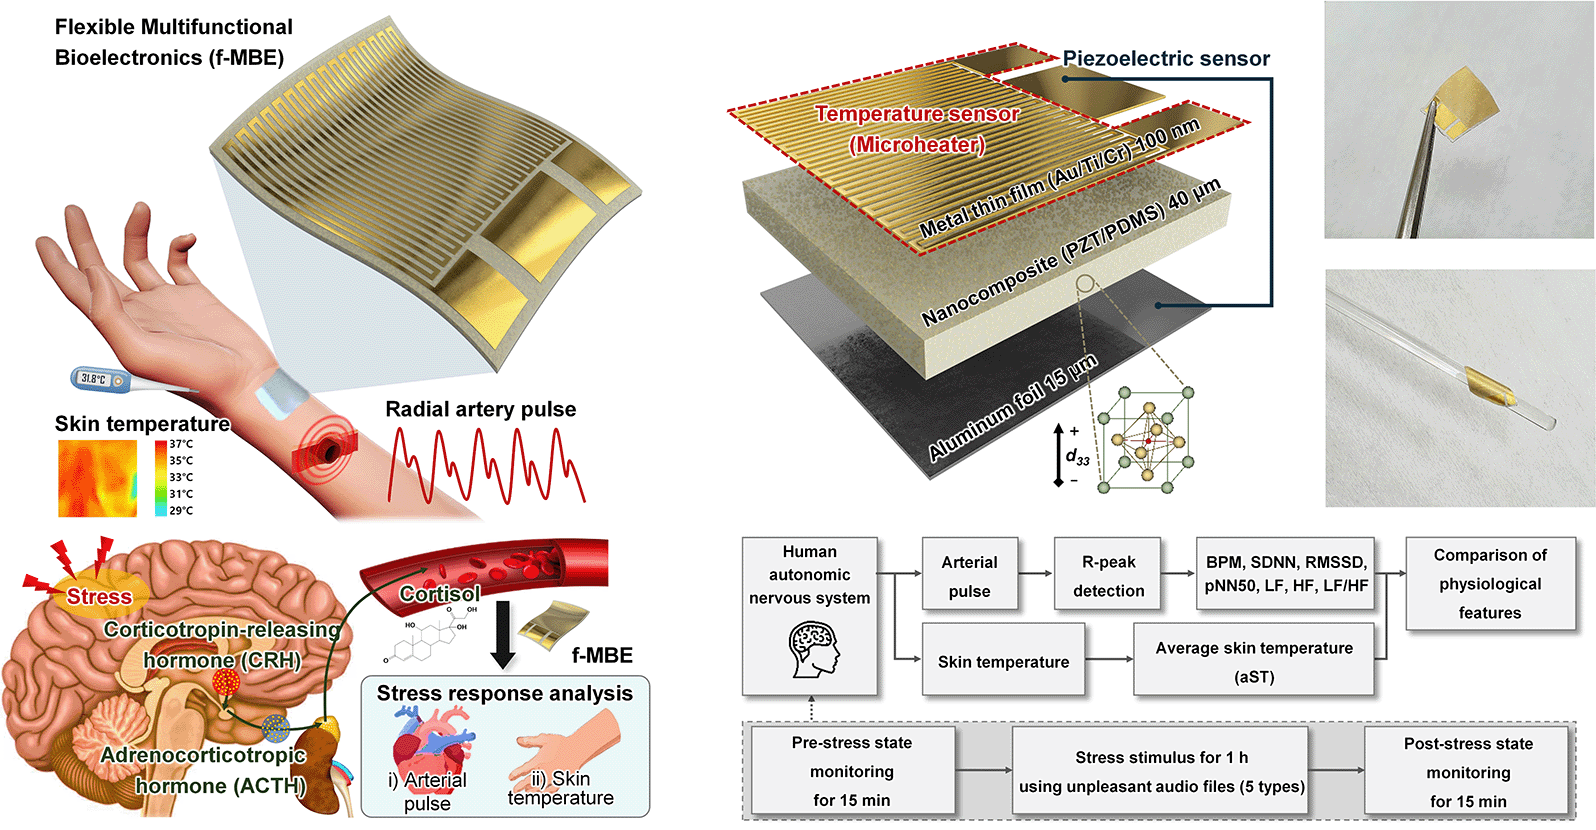 Flexible Multifunctional
Bioelectronics (f-MBE)
31.8°C
Skin temperature
37°C
35°C
33°C
31°C
29°C
Radial artery pulse
Stress
Corticotropin-releasing
hormone (CRH)
Adrenocorticotropic
hormone (ACTH)
Cortisol
O
OH
HO
OH
O
f-MBE
Stress response analysis
i) Arterial
pulse
ii) Skin
temperature
Piezoelectric sensor
Temperature sensor
(Microheater)
Metal thin film (Au/Ti/Cr) 100 nm
Nanocomposite (PZT/PDMS) 40 μm
Aluminum foil 15 μm
+
d33
−
Human
autonomic
nervous system
Arterial
pulse
R-peak
detection
BPM, SDNN, RMSSD,
pNN50, LF, HF, LF/HF
Comparison of
physiological
features
Skin temperature
Average skin temperature
(aST)
Pre-stress state
monitoring
for 15 min
Stress stimulus for 1 h
using unpleasant audio files (5 types)
Post-stress state
monitoring
for 15 min